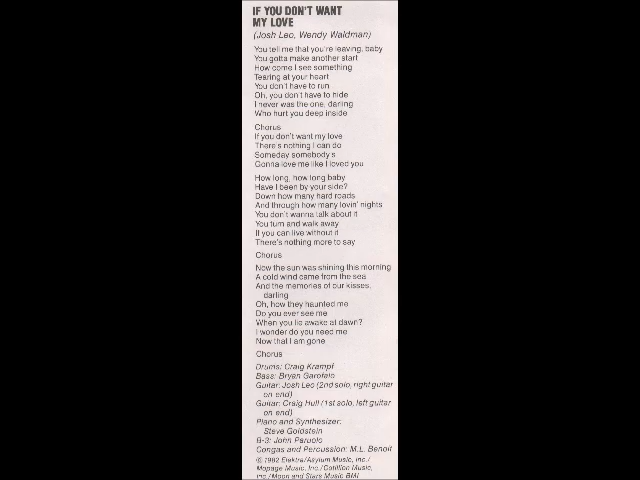 IF YOU DON'T WANT
MY LOVE
(Josh Leo, Wendy Waldman)
You tell me that you're leaving, baby
You gotta make another start
How come I see something
Tearing at your heart
You don't have to run
Oh, you don't have to hide
I never was the one, darling
Who hurt you deep inside
Chorus
If you don't want my love
There's nothing I can do
Someday somebody's
Gonna love me like I loved you
How long, how long baby
Have I been by your side?
Down how many hard roads
And through how many lovin' nights
You don't wanna talk about it
You turn and walk away
If you can live without it
There's nothing more to say
Chorus
Now the sun was shining this morning
A cold wind came from the sea
And the memories of our kisses,
darling
Oh, how they haunted me
Do you ever see me
When you lie awake at dawn?
I wonder do you need me
Now that I am gone
Chorus
Drums: Craig Krampf
Bass: Bryan Garofalo
Guitar: Josh Leo (2nd solo, right guitar
on end)
Guitar: Craig Hull (1st solo, left guitar
on end)
Piano and Synthesizer:
Steve Goldstein
B-3: John Paruolo
Congas and Percussion: M.L. Benoit
© 1982 Elektra/Asylum Music, Inc./
Mopage Music, Inc./Cotillion Music,
Inc./Moon and Stars Music BMI